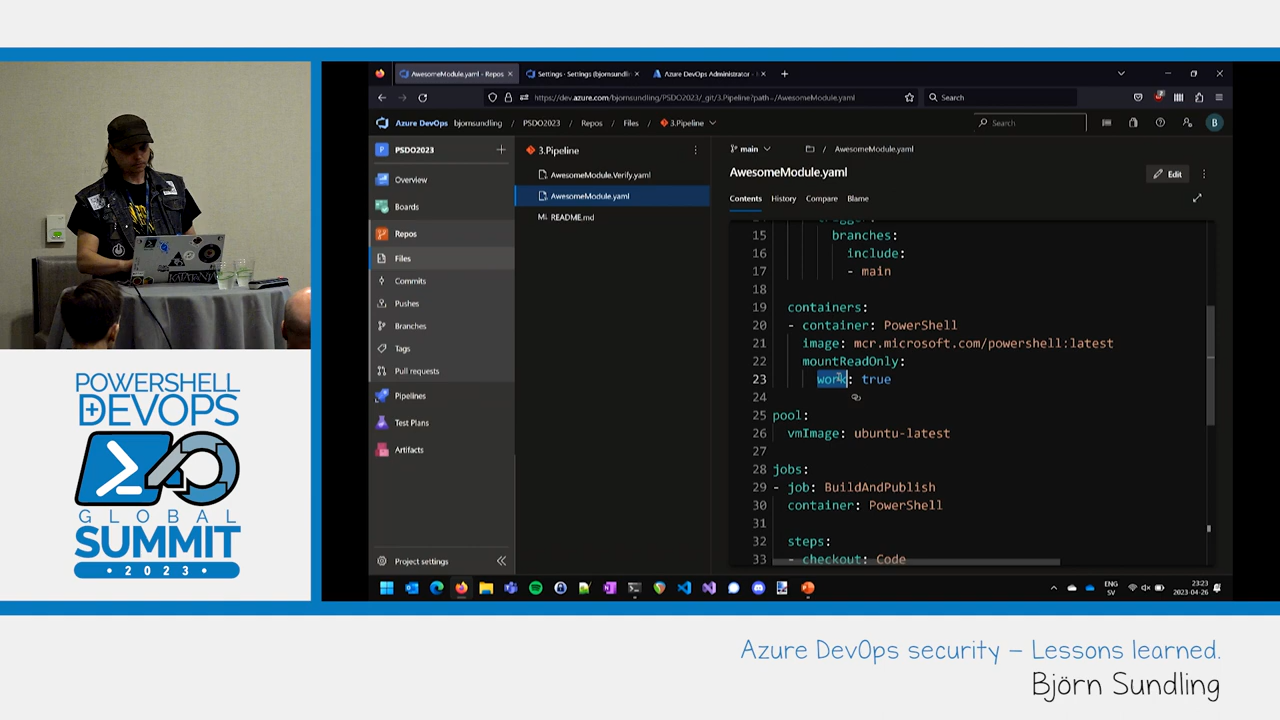 AwesomeModule.yaml - Repos
Settings - Settings (bjornsundlin
Azure DevOps Administrator -
https://dev.azure.com/bjornsundling/PSDO2023/_git/3.Pipeline?path=/AwesomeModule.yaml
Search
Azure DevOps
bjornsundling
/
PSDO2023
/
Repos
/
Files
/
3.Pipeline
Search
B
P
PSDO2023
Overview
Boards
Repos
Files
Commits
Pushes
Branches
Tags
Pull requests
Pipelines
Test Plans
Artifacts
Project settings
3.Pipeline
AwesomeModule.Verify.yaml
AwesomeModule.yaml
README.md
main
/ AwesomeModule.yaml
AwesomeModule.yaml
Edit
Contents
History
Compare
Blame
15 branches:
16 include:
17 - main
18
19 containers:
20 - container: PowerShell
21 image: mcr.microsoft.com/powershell:latest
22 mountReadOnly:
23 work: true
24
25 pool:
26 vmImage: ubuntu-latest
27
28 jobs:
29 - job: BuildAndPublish
30 container: PowerShell
31
32 steps:
33 - checkout: Code
ENG
SV
23:23
2023-04-26
POWERSHELL
+DEVOPS
GLOBAL
SUMMIT
• 2023 •
Azure DevOps security – Lessons learned.
Björn Sundling